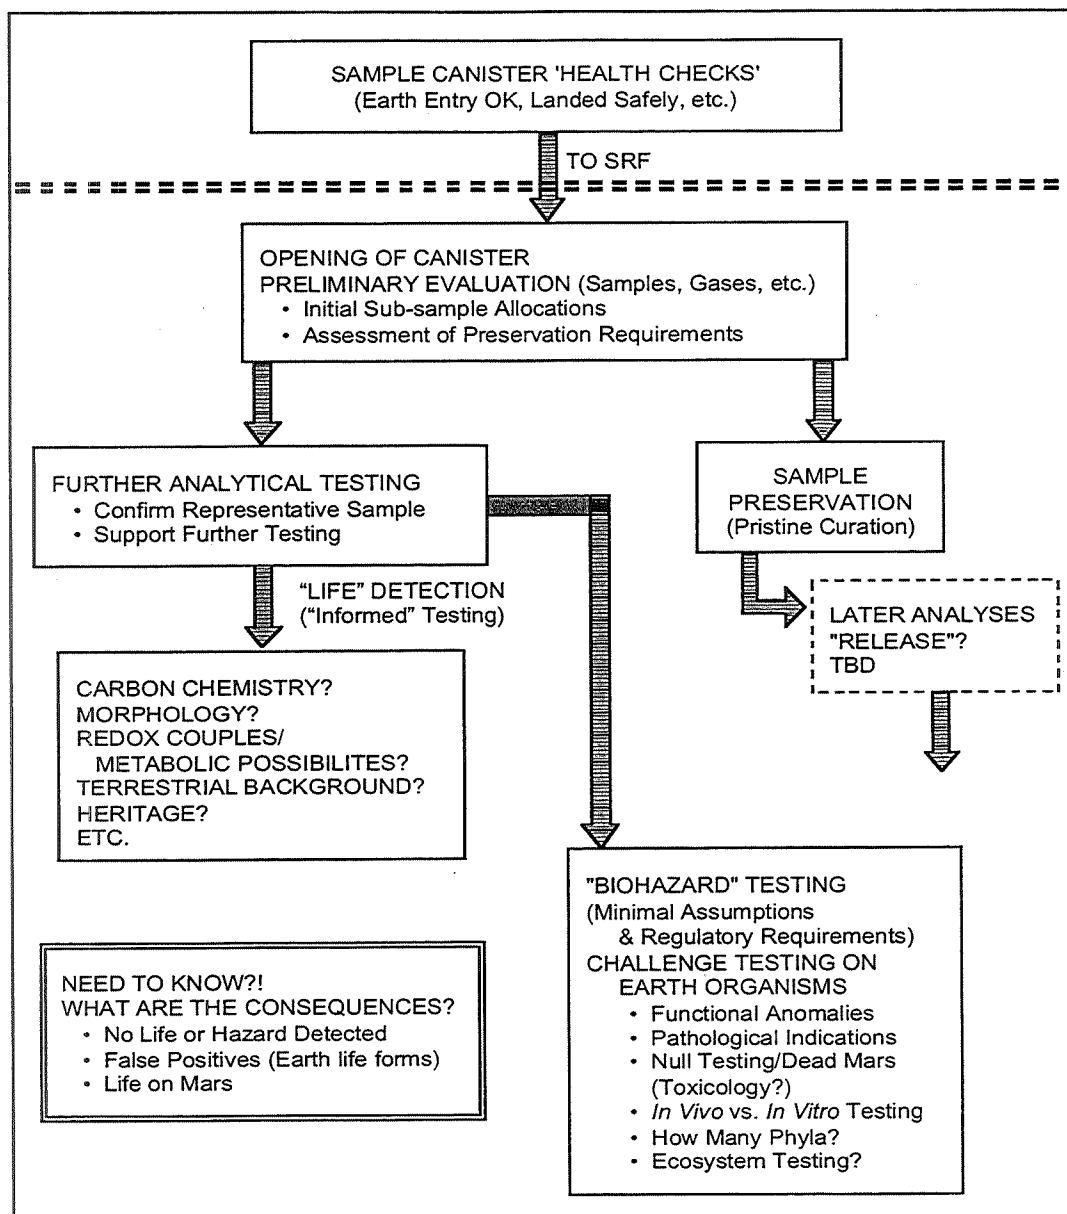 SAMPLE CANISTER 'HEALTH CHECKS'
(Earth Entry OK, Landed Safely, etc.)
TO SRF
OPENING OF CANISTER
PRELIMINARY EVALUATION (Samples, Gases, etc.)
• Initial Sub-sample Allocations
• Assessment of Preservation Requirements
FURTHER ANALYTICAL TESTING
• Confirm Representative Sample
• Support Further Testing
SAMPLE
PRESERVATION
(Pristine Curation)
“LIFE” DETECTION
(“Informed” Testing)
LATER ANALYSES
"RELEASE"?
TBD
CARBON CHEMISTRY?
MORPHOLOGY?
REDOX COUPLES/
METABOLIC POSSIBILITES?
TERRESTRIAL BACKGROUND?
HERITAGE?
ETC.
"BIOHAZARD" TESTING
(Minimal Assumptions
& Regulatory Requirements)
CHALLENGE TESTING ON
EARTH ORGANISMS
• Functional Anomalies
• Pathological Indications
• Null Testing/Dead Mars
(Toxicology?)
• In Vivo vs. In Vitro Testing
• How Many Phyla?
• Ecosystem Testing?
NEED TO KNOW?!
WHAT ARE THE CONSEQUENCES?
• No Life or Hazard Detected
• False Positives (Earth life forms)
• Life on Mars